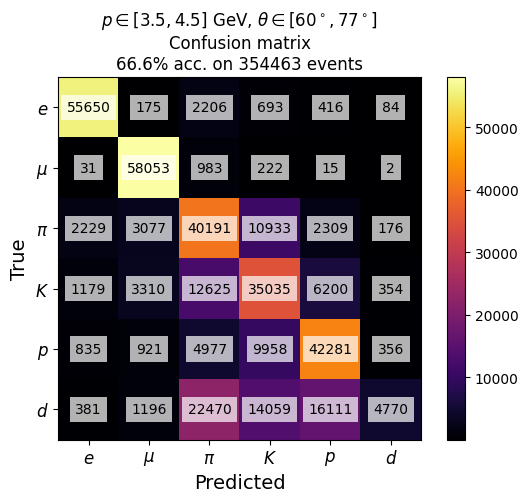 p ∈ [3.5, 4.5] GeV, θ ∈ [60°, 77°]
Confusion matrix
66.6% acc. on 354463 events
True
e 55650 175 2206 693 416 84
μ 31 58053 983 222 15 2
π 2229 3077 40191 10933 2309 176
K 1179 3310 12625 35035 6200 354
p 835 921 4977 9958 42281 356
d 381 1196 22470 14059 16111 4770
e μ π K p d
Predicted
50000
40000
30000
20000
10000